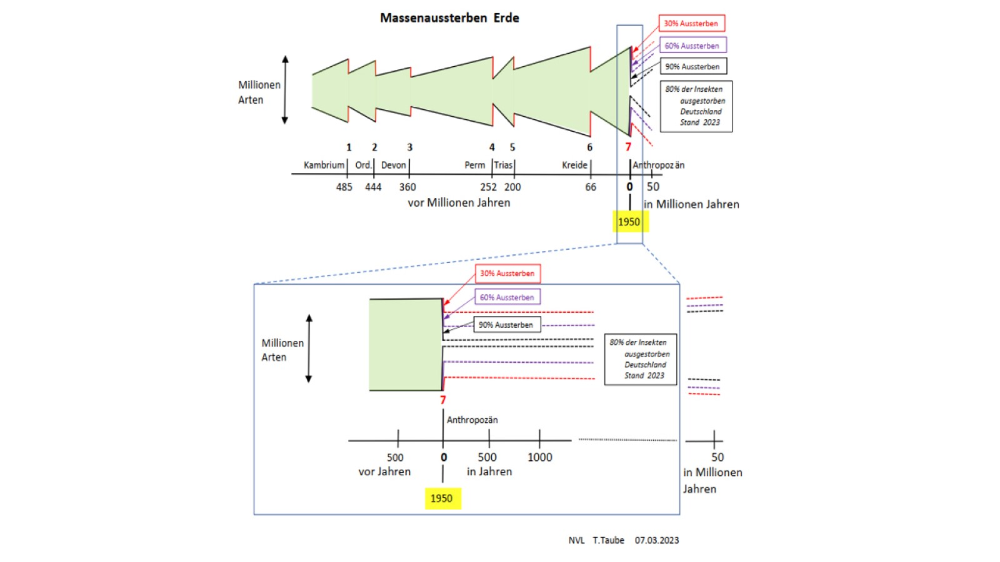 Massenaussterben Erde
30% Aussterben
60% Aussterben
90% Aussterben
Millionen
Arten
80% der Insekten
ausgestorben
Deutschland
Stand 2023
1 2 3 4 5 6 7
Kambrium Ord. Devon Perm Trias Kreide Anthropozän
485 444 360 252 200 66 0 50
vor Millionen Jahren in Millionen Jahren
1950
30% Aussterben
60% Aussterben
90% Aussterben
Millionen
Arten
80% der Insekten
ausgestorben
Deutschland
Stand 2023
7
Anthropozän
500 0 500 1000 50
vor Jahren in Jahren in Millionen
Jahren
1950
NVL T.Taube 07.03.2023